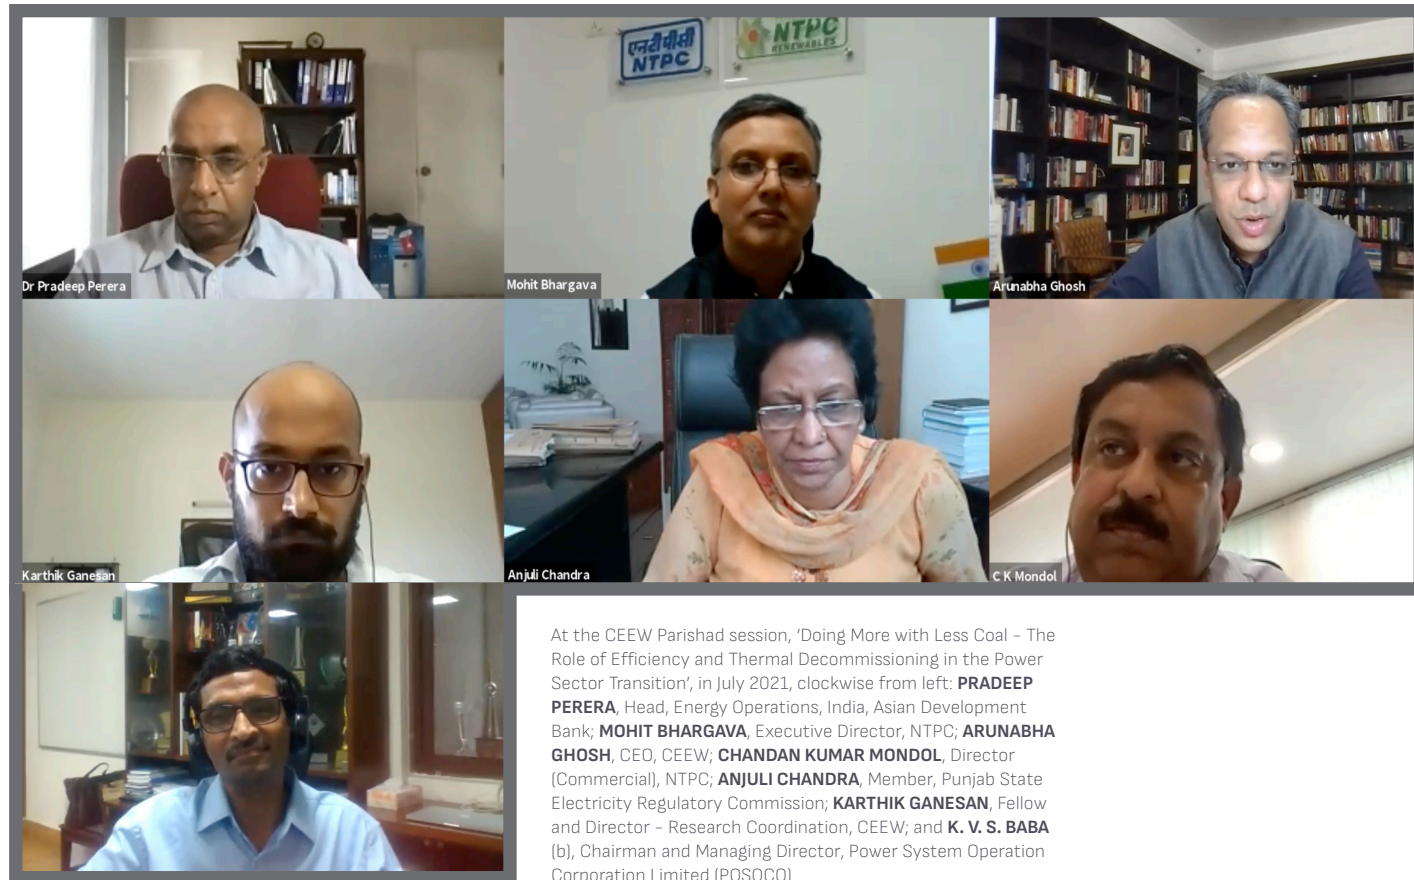 एनटीपीसी
NTPC
NTPC
RENEWABLES
Dr Pradeep Perera
Mohit Bhargava
Arunabha Ghosh
Karthik Ganesan
Anjuli Chandra
C K Mondol
At the CEEW Parishad session, ‘Doing More with Less Coal - The
Role of Efficiency and Thermal Decommissioning in the Power
Sector Transition’, in July 2021, clockwise from left: PRADEEP
PERERA, Head, Energy Operations, India, Asian Development
Bank; MOHIT BHARGAVA, Executive Director, NTPC; ARUNABHA
GHOSH, CEO, CEEW; CHANDAN KUMAR MONDOL, Director
(Commercial), NTPC; ANJULI CHANDRA, Member, Punjab State
Electricity Regulatory Commission; KARTHIK GANESAN, Fellow
and Director - Research Coordination, CEEW; and K. V. S. BABA
(b), Chairman and Managing Director, Power System Operation
Corporation Limited (POSOCO)